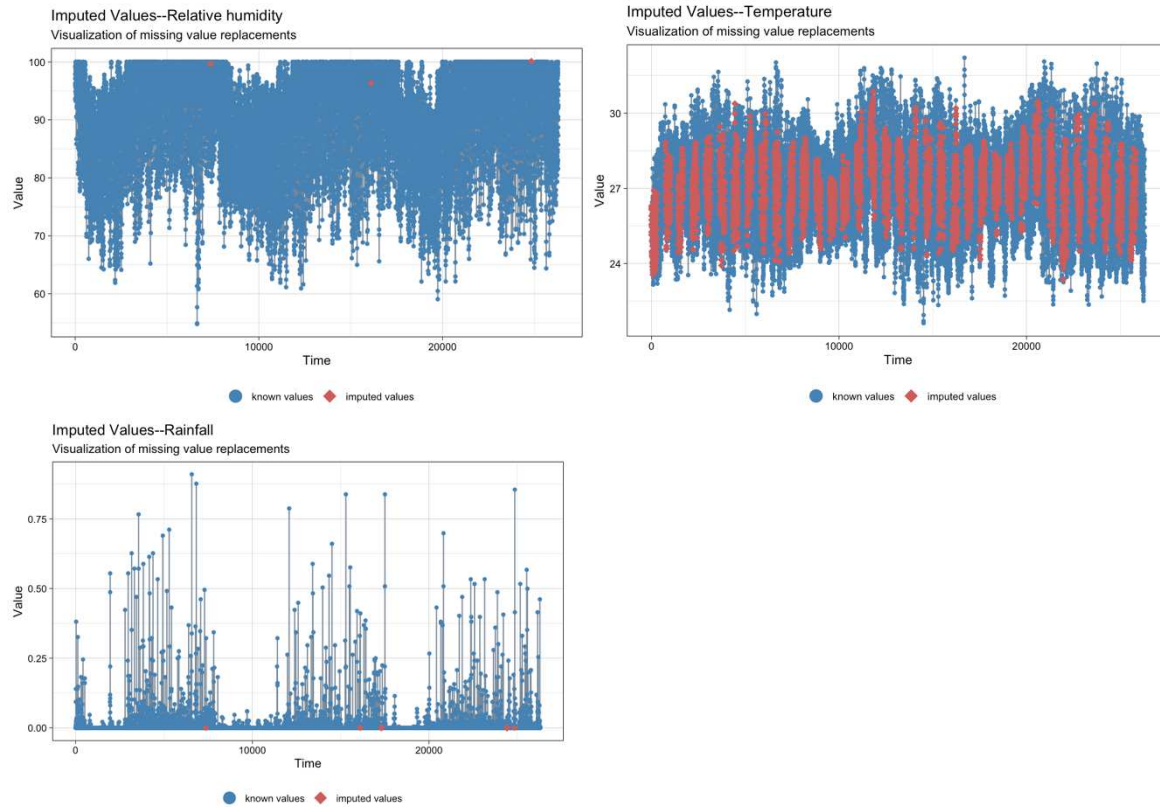 Imputed Values--Relative humidity
Visualization of missing value replacements
100
90
80
70
60
Value
0
10000
20000
Time
known values
imputed values
Imputed Values--Temperature
Visualization of missing value replacements
30
27
24
Value
0
10000
20000
Time
known values
imputed values
Imputed Values--Rainfall
Visualization of missing value replacements
0.75
0.50
0.25
0.00
Value
0
10000
20000
Time
known values
imputed values